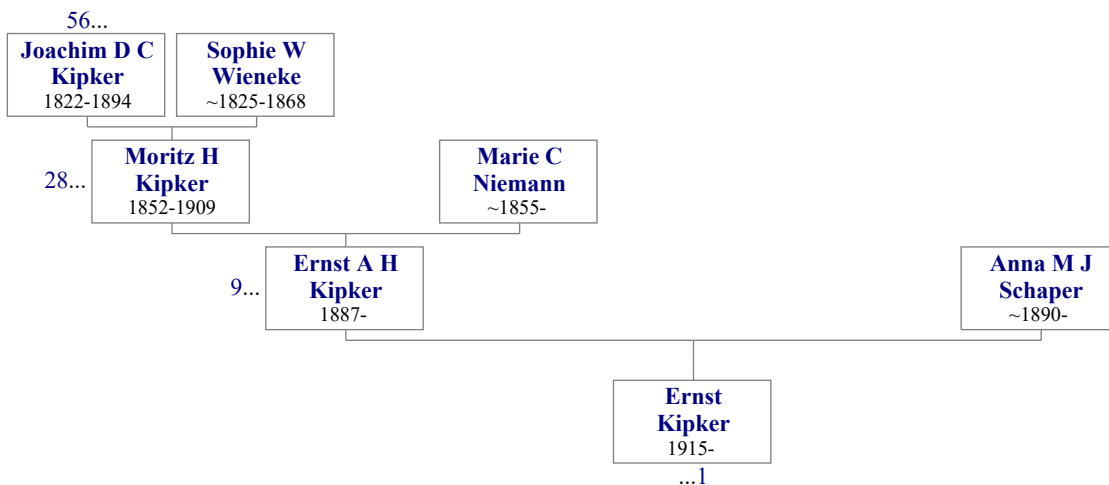 56...
Joachim D C
Kipker
1822-1894
Sophie W
Wieneke
~1825-1868
28...
Moritz H
Kipker
1852-1909
Marie C
Niemann
~1855-
9...
Ernst A H
Kipker
1887-
Anna M J
Schaper
~1890-
Ernst
Kipker
1915-
...1